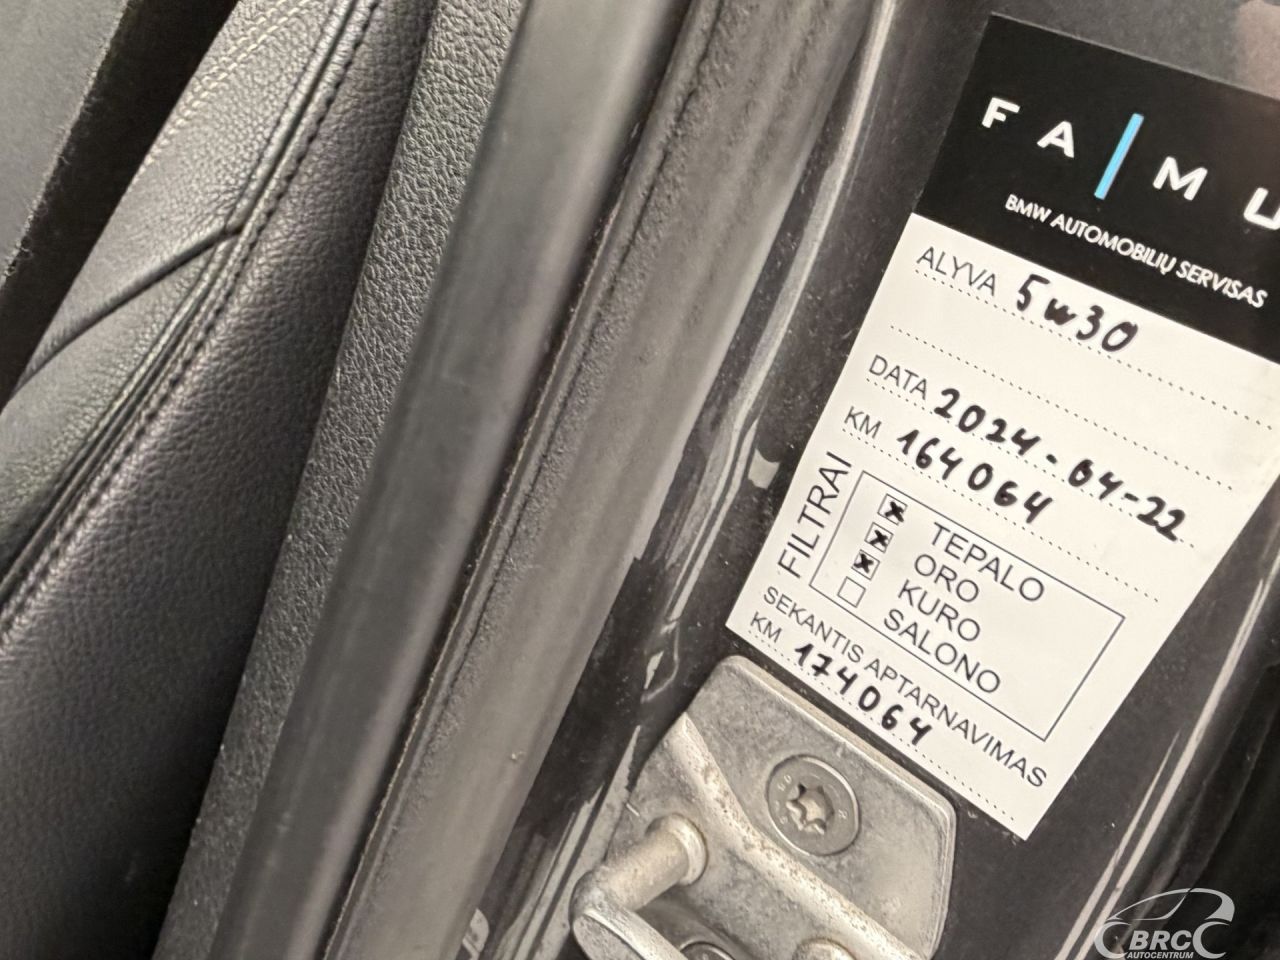 FA|MU
BMW AUTOMOBILIŲ SERVISAS
ALYVA 5w30
DATA 2024-04-22
KM 164064
FILTRAI
TEPALO
ORO
KURO
SALONO
SEKANTIS APTARNAVIMAS
KM 174064
BRC
AUTOCENTRUM